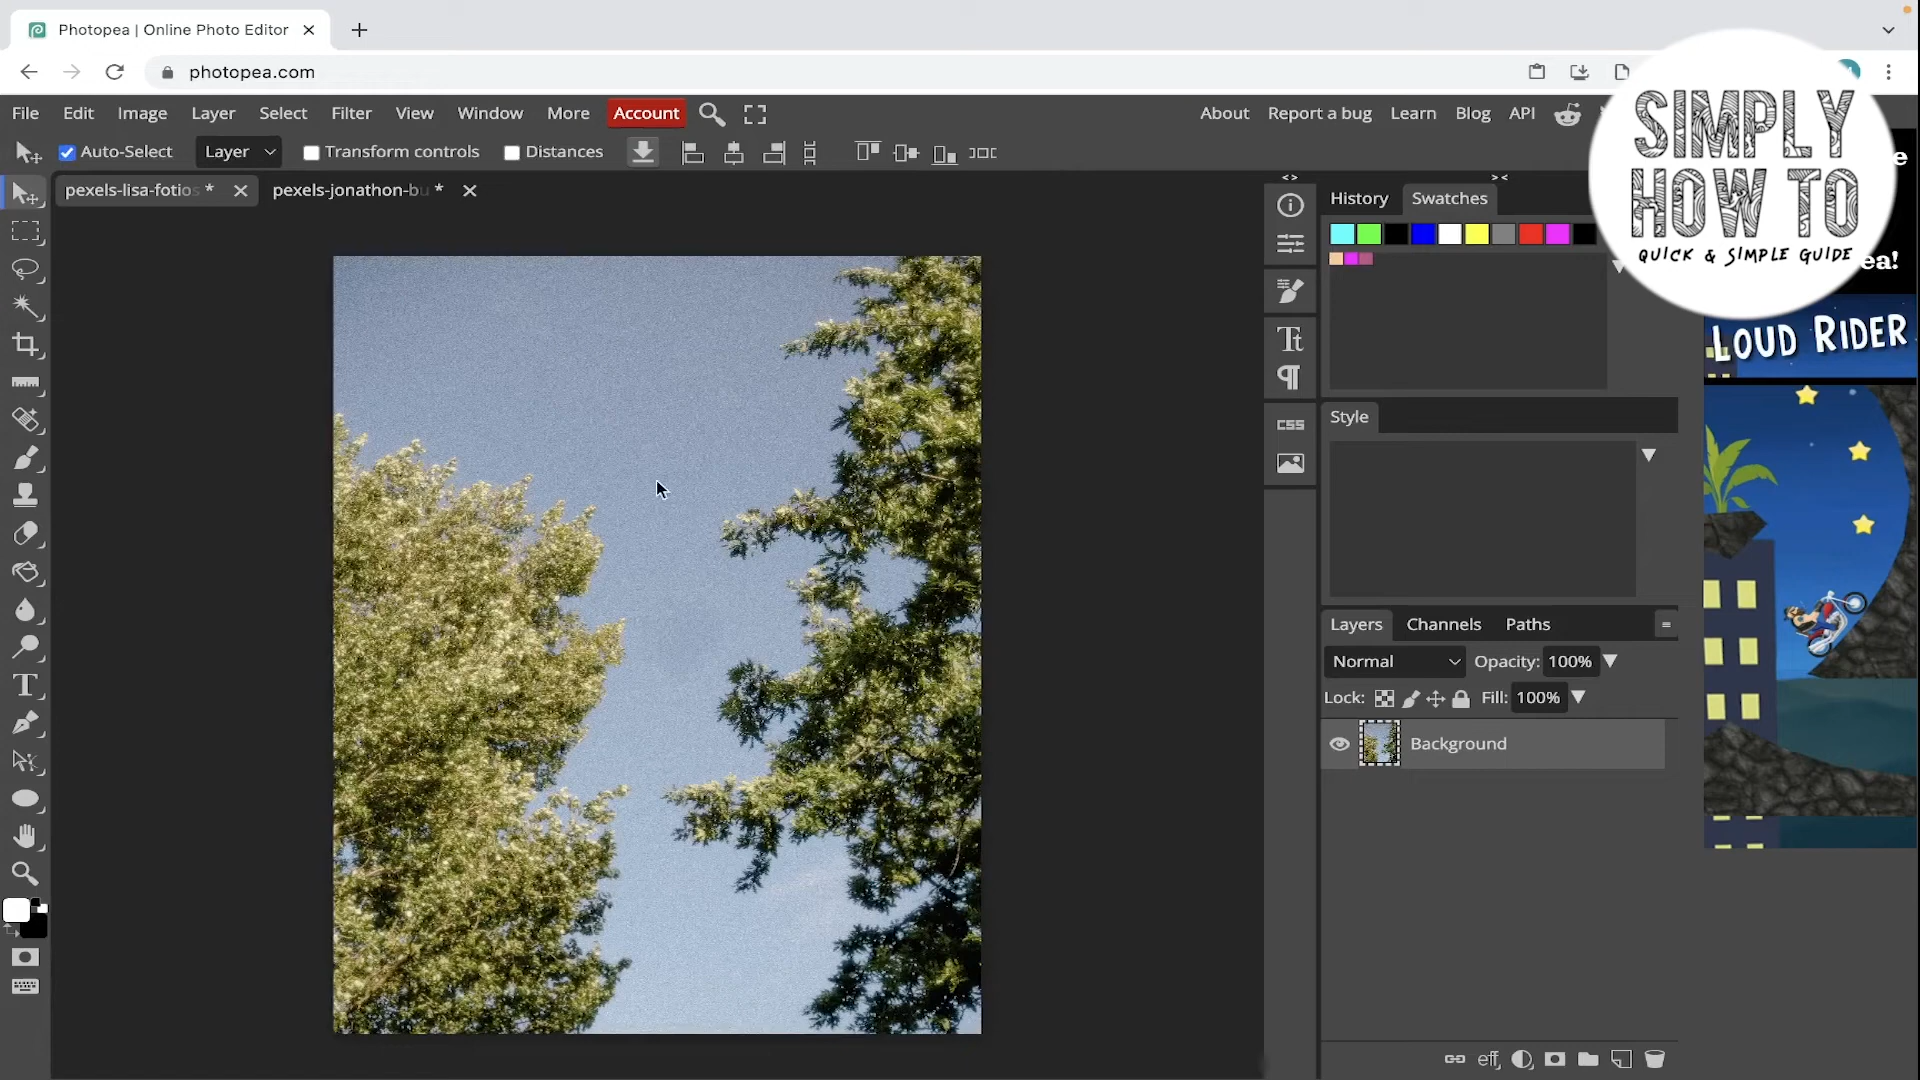 Photopea | Online Photo Editor
photopea.com
File Edit Image Layer Select Filter View Window More Account
About Report a bug Learn Blog API
Auto-Select Layer Transform controls Distances
pexels-lisa-fotios * pexels-jonathon-bu *
SIMPLY
HOW TO
QUICK & SIMPLE GUIDE
ea!
LOUD RIDER
History Swatches
Style
CSS
Layers Channels Paths
Normal Opacity: 100%
Lock: Fill: 100%
Background
eff